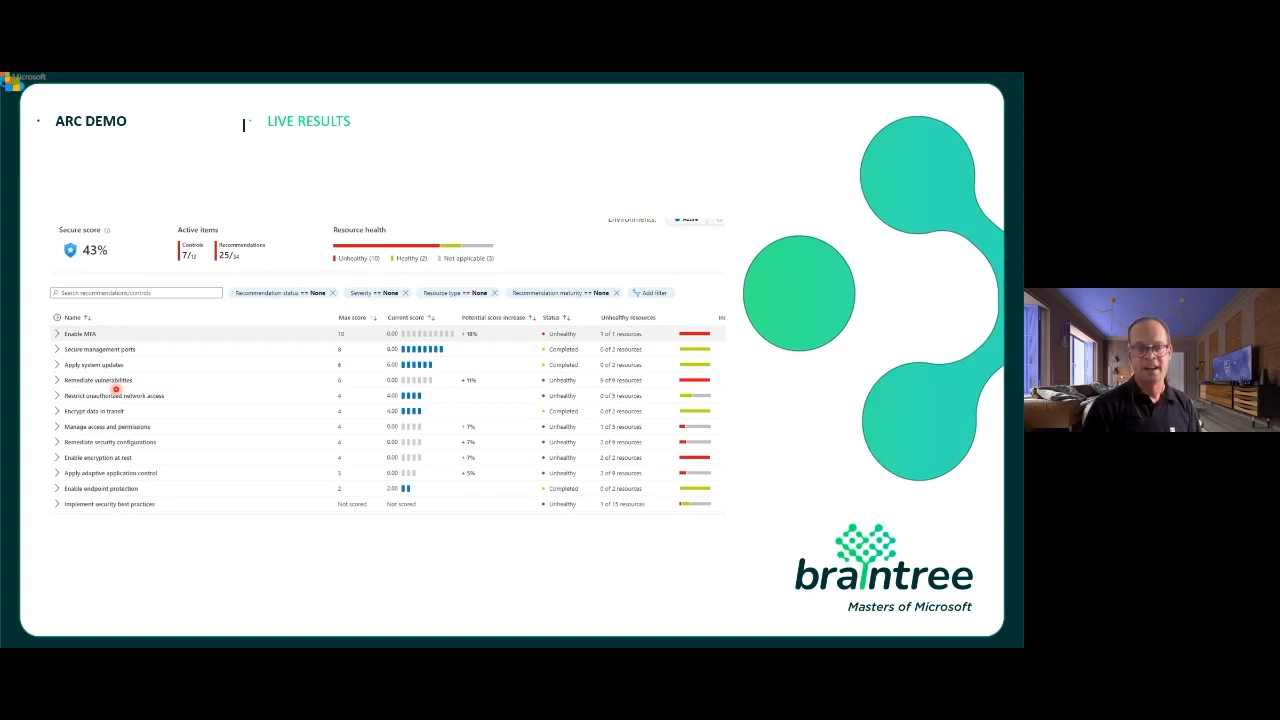 Microsoft
· ARC DEMO | · LIVE RESULTS
Environments: Azure
Secure score Active items Resource health
43% Controls 7/13 Recommendations 25/34
Unhealthy (10) Healthy (2) Not applicable (3)
Search recommendations/controls Recommendation status == None Severity == None Resource type == None Recommendation maturity == None Add filter
Name Max score Current score Potential score increase Status Unhealthy resources
Enable MFA 10 0.00 + 18% Unhealthy 1 of 1 resources
Secure management ports 8 8.00 Completed 0 of 2 resources
Apply system updates 6 6.00 Completed 0 of 2 resources
Remediate vulnerabilities 6 0.00 + 11% Unhealthy 9 of 9 resources
Restrict unauthorized network access 4 4.00 Unhealthy 0 of 5 resources
Encrypt data in transit 4 4.00 Completed 0 of 2 resources
Manage access and permissions 4 0.00 + 7% Unhealthy 1 of 5 resources
Remediate security configurations 4 0.00 + 7% Unhealthy 2 of 9 resources
Enable encryption at rest 4 0.00 + 7% Unhealthy 2 of 2 resources
Apply adaptive application control 3 0.00 + 5% Unhealthy 2 of 9 resources
Enable endpoint protection 2 2.00 Completed 0 of 2 resources
Implement security best practices Not scored Not scored Unhealthy 1 of 15 resources
braintree
Masters of Microsoft